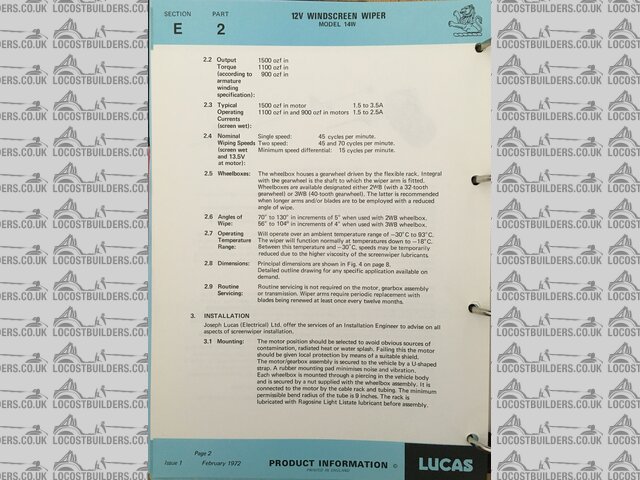 SECTION
E
PART
2
12V WINDSCREEN WIPER
MODEL 14W
2.2 Output Torque (according to armature winding specification):
1500 ozf in
1100 ozf in
900 ozf in
2.3 Typical Operating Currents (screen wet):
1500 ozf in motor 1.5 to 3.5A
1100 ozf in and 900 ozf in motors 1.5 to 2.5A
2.4 Nominal Wiping Speeds (screen wet and 13.5V at motor):
Single speed: 45 cycles per minute.
Two speed: 45 and 70 cycles per minute.
Minimum speed differential: 15 cycles per minute.
2.5 Wheelboxes:
The wheelbox houses a gearwheel driven by the flexible rack. Integral
with the gearwheel is the shaft to which the wiper arm is fitted.
Wheelboxes are available designated either 2WB (with a 32-tooth
gearwheel) or 3WB (40-tooth gearwheel). The latter is recommended
when longer arms and/or blades are to be employed with a reduced
angle of wipe.
2.6 Angles of Wipe:
70° to 130° in increments of 5° when used with 2WB wheelbox.
56° to 104° in increments of 4° when used with 3WB wheelbox.
2.7 Operating Temperature Range:
Will operate over an ambient temperature range of −30°C to 93°C.
The wiper will function normally at temperatures down to −18°C.
Between this temperature and −30°C, speeds may be temporarily
reduced due to the higher viscosity of the screenwiper lubricants.
2.8 Dimensions:
Principal dimensions are shown in Fig. 4 on page 8.
Detailed outline drawing for any specific application available on
demand.
2.9 Routine Servicing:
Routine servicing is not required on the motor, gearbox assembly
or transmission. Wiper arms require periodic replacement with
blades being renewed at least once every twelve months.
3. INSTALLATION
Joseph Lucas (Electrical) Ltd. offer the services of an Installation Engineer to advise on all
aspects of screenwiper installation.
3.1 Mounting:
The motor position should be selected to avoid obvious sources of
contamination, radiated heat or water splash. Failing this the motor
should be given local protection by means of a suitable shield.
The motor/gearbox assembly is secured to the vehicle by a U-shaped
strap. A rubber mounting pad minimises noise and vibration.
Each wheelbox is mounted through a piercing in the vehicle body
and is secured by a nut supplied with the wheelbox assembly. It is
connected to the motor by the cable rack and tubing. The minimum
permissible bend radius of the tube is 9 inches. The rack is
lubricated with Ragosine Light Listate lubricant before assembly.
Page 2
Issue 1 February 1972
PRODUCT INFORMATION ©
PRINTED IN ENGLAND
LUCAS
LOCOSTBUILDERS.CO.UK